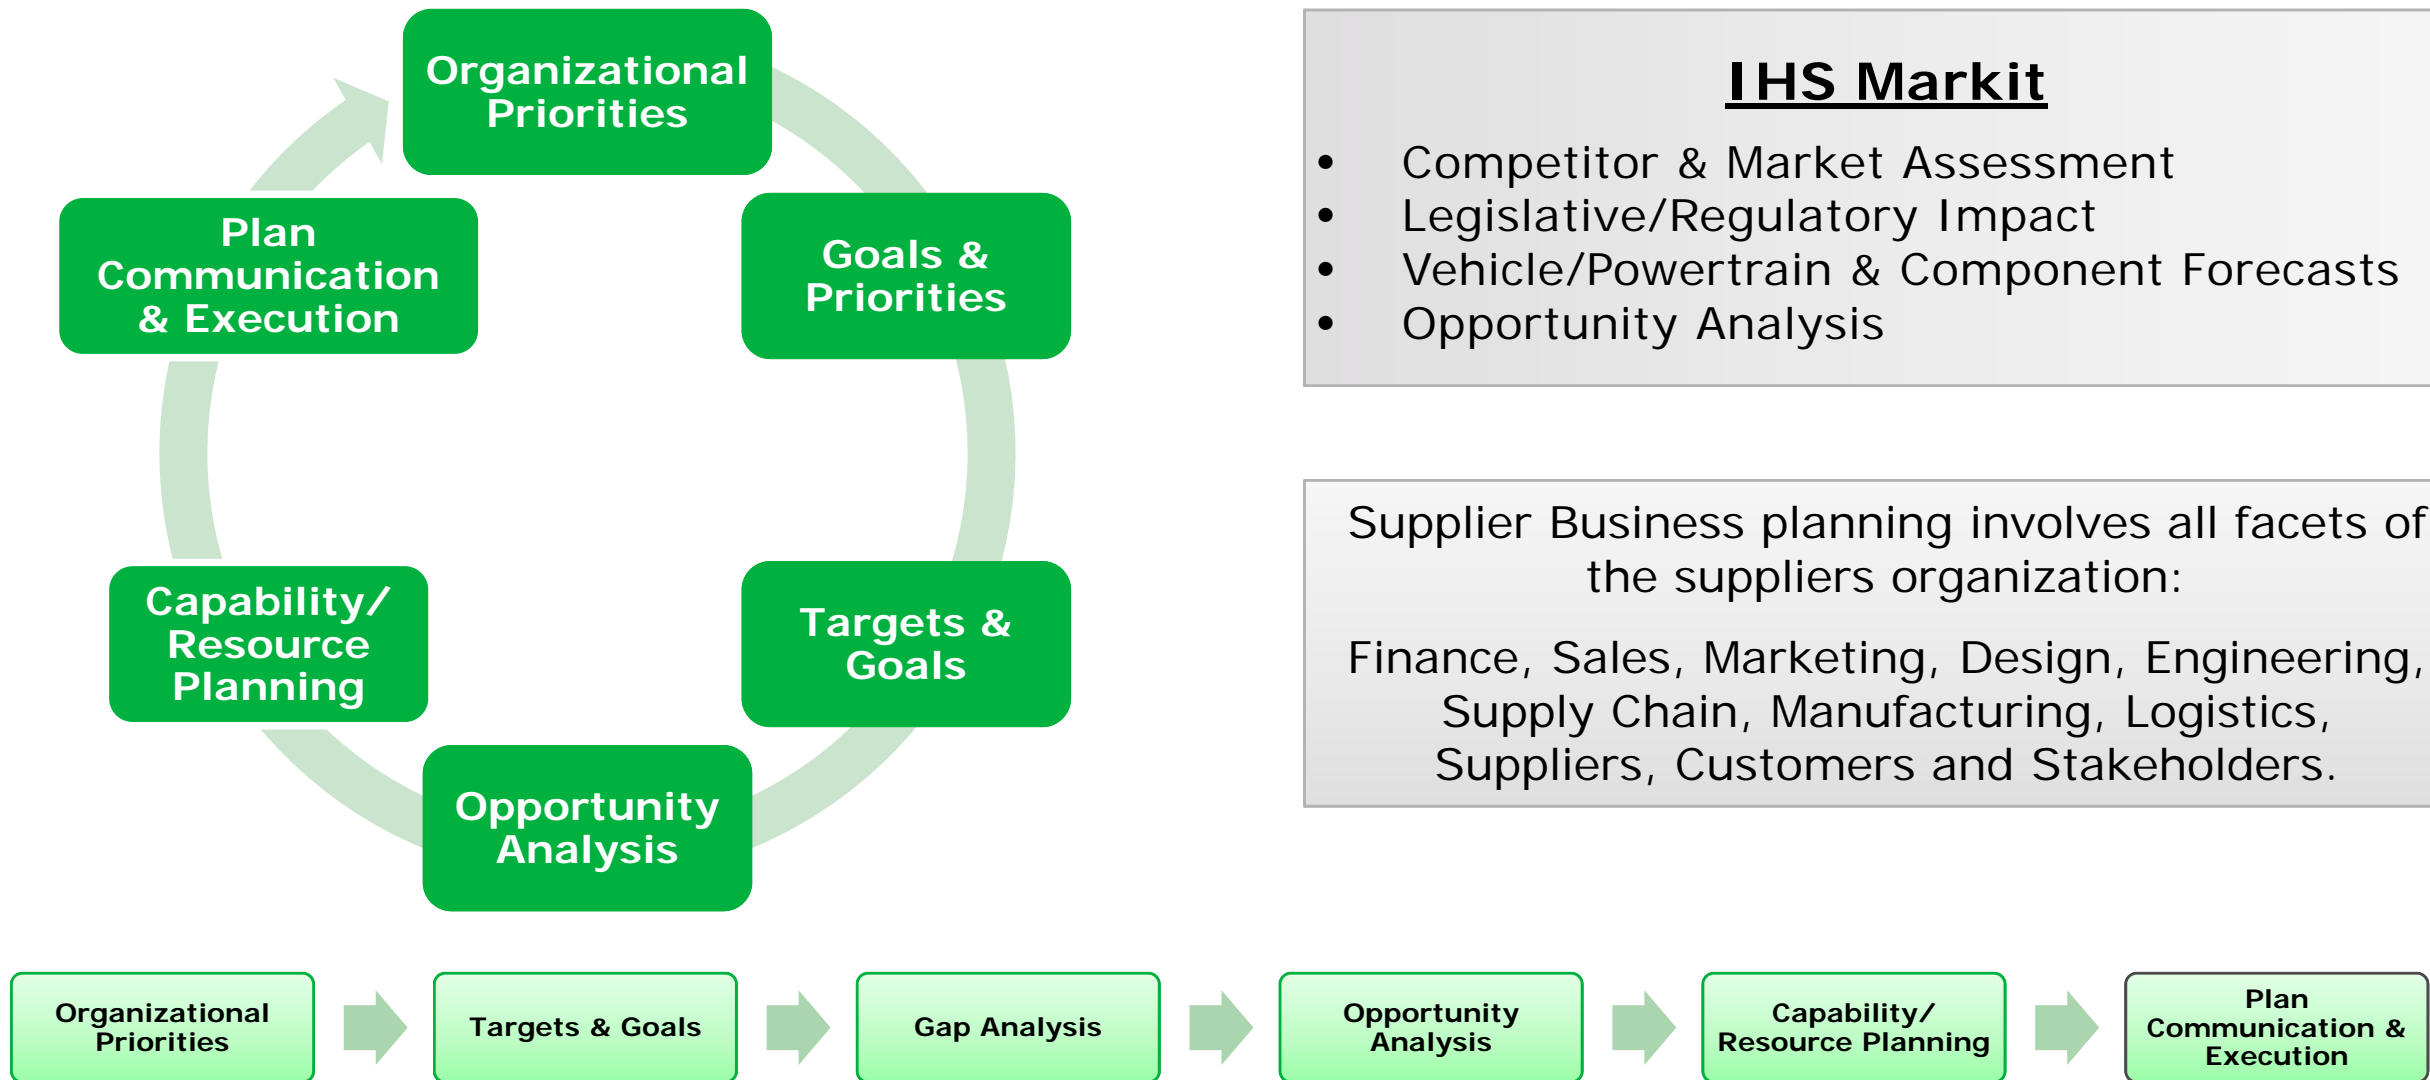 Organizational
Priorities
Goals &
Priorities
Targets &
Goals
Opportunity
Analysis
Capability/
Resource
Planning
Plan
Communication
& Execution
IHS Markit
• Competitor & Market Assessment
• Legislative/Regulatory Impact
• Vehicle/Powertrain & Component Forecasts
• Opportunity Analysis
Supplier Business planning involves all facets of
the suppliers organization:
Finance, Sales, Marketing, Design, Engineering,
Supply Chain, Manufacturing, Logistics,
Suppliers, Customers and Stakeholders.
Organizational
Priorities
Targets & Goals
Gap Analysis
Opportunity
Analysis
Capability/
Resource Planning
Plan
Communication &
Execution